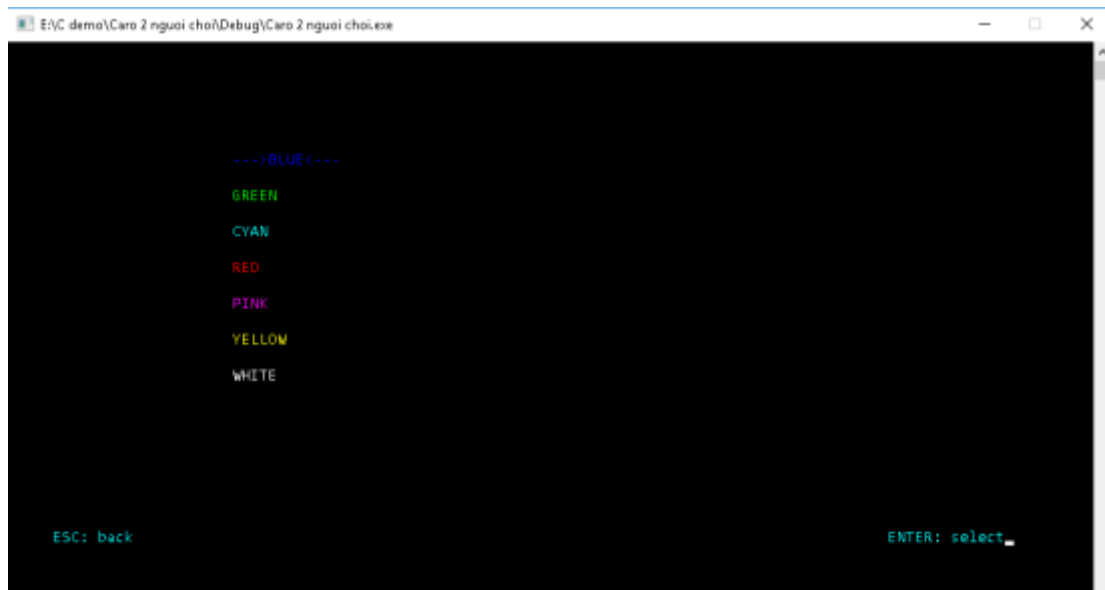 E:\C demo\Caro 2 nguoi choi\Debug\Caro 2 nguoi choi.exe
--->BLUE<---
GREEN
CYAN
RED
PINK
YELLOW
WHITE
ESC: back
ENTER: select